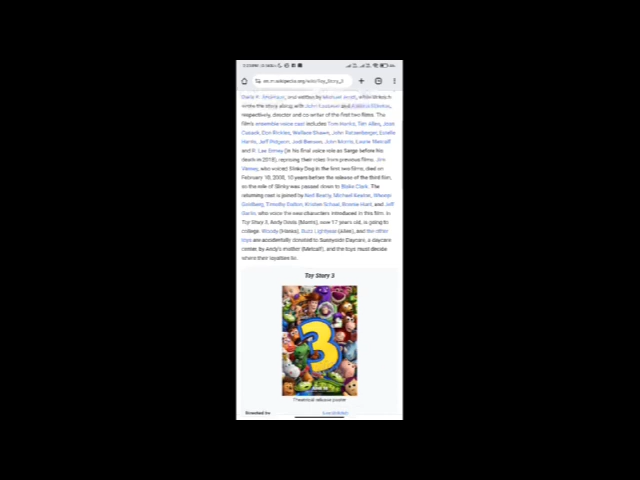 en.m.wikipedia.org/wiki/Toy_Story_3
Darla K. Anderson, and written by Michael Arndt, while Unkrich
wrote the story along with John Lasseter and Andrew Stanton,
respectively, director and co-writer of the first two films. The
film's ensemble voice cast includes Tom Hanks, Tim Allen, Joan
Cusack, Don Rickles, Wallace Shawn, John Ratzenberger, Estelle
Harris, Jeff Pidgeon, Jodi Benson, John Morris, Laurie Metcalf
and R. Lee Ermey (in his final voice role as Sarge before his
death in 2018), reprising their roles from previous films. Jim
Varney, who voiced Slinky Dog in the first two films, died on
February 10, 2000, 10 years before the release of the third film,
so the role of Slinky was passed down to Blake Clark. The
returning cast is joined by Ned Beatty, Michael Keaton, Whoopi
Goldberg, Timothy Dalton, Kristen Schaal, Bonnie Hunt, and Jeff
Garlin, who voice the new characters introduced in this film. In
Toy Story 3, Andy Davis (Morris), now 17 years old, is going to
college. Woody (Hanks), Buzz Lightyear (Allen), and the other
toys are accidentally donated to Sunnyside Daycare, a daycare
center, by Andy's mother (Metcalf), and the toys must decide
where their loyalties lie.
Toy Story 3
3
Theatrical release poster
Directed by